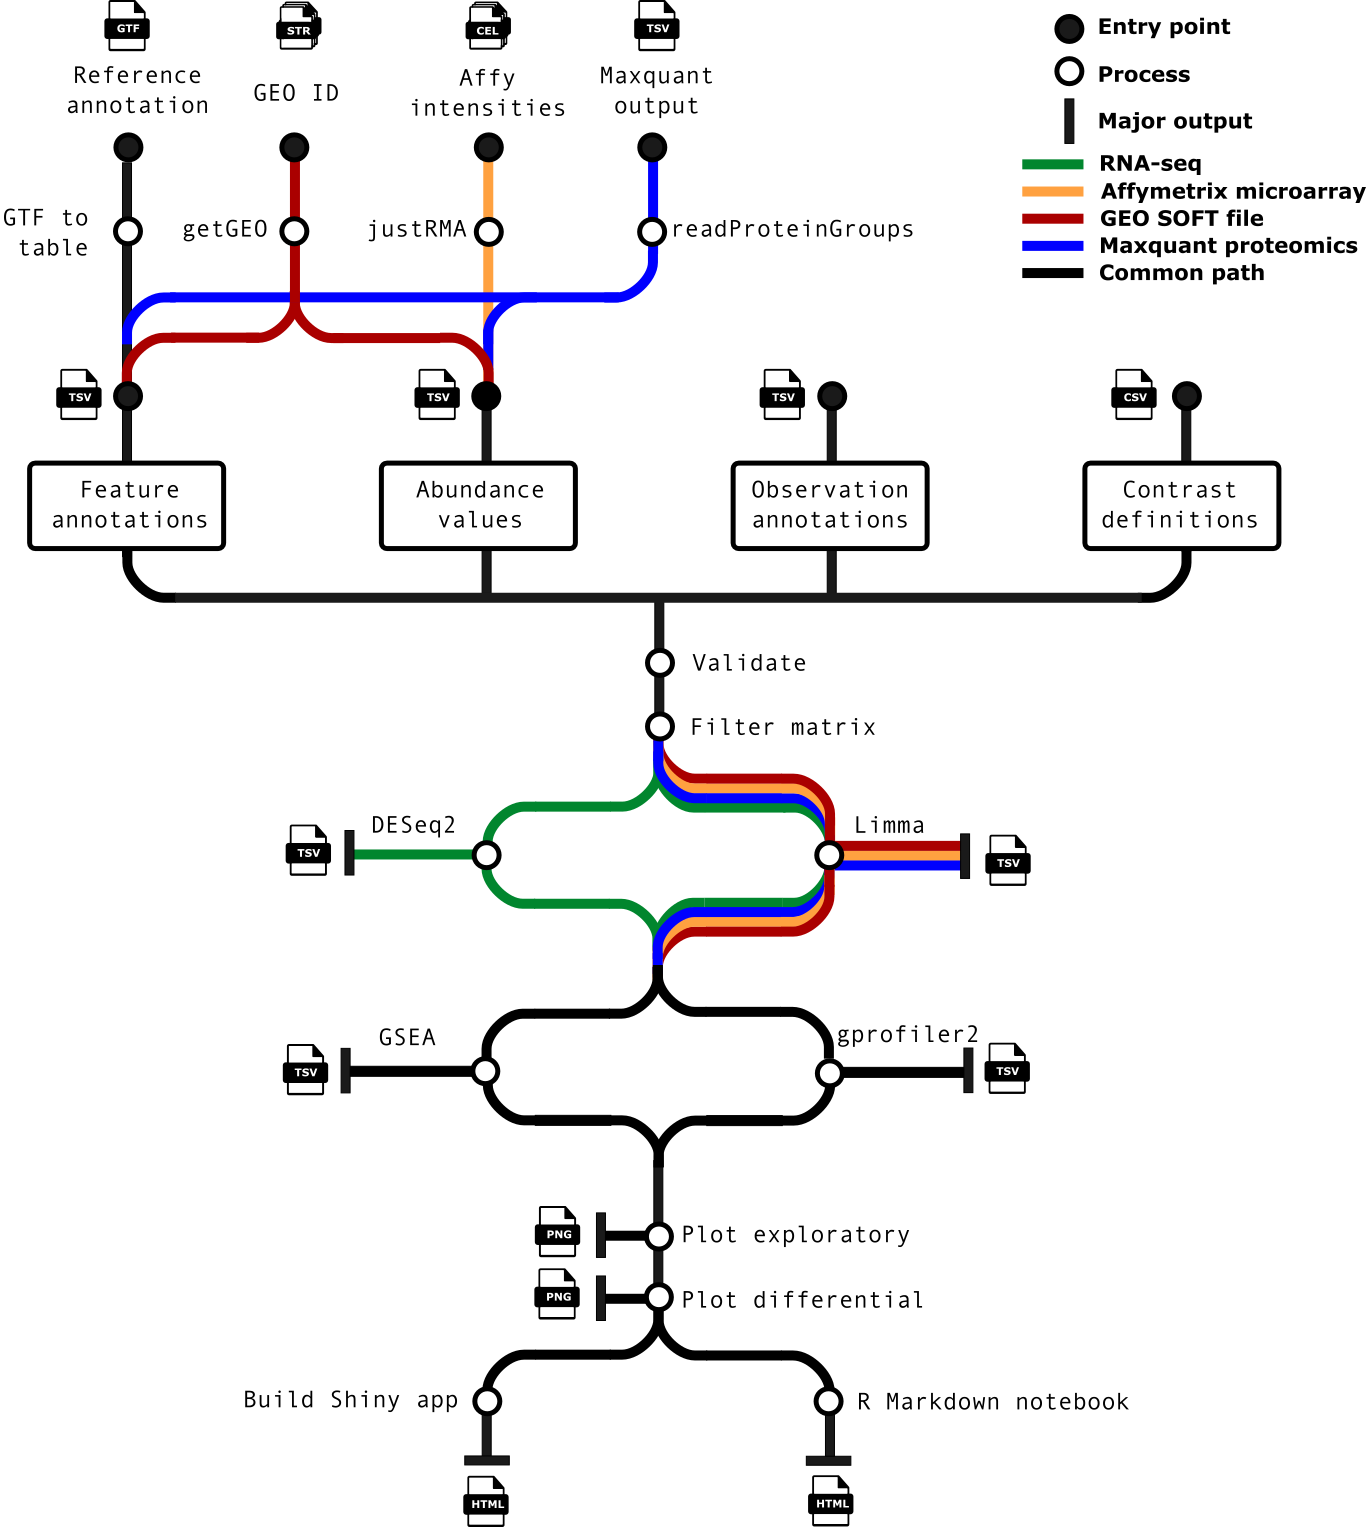 GTF
STR
CEL
TSV
Reference
annotation
GEO ID
Affy
intensities
Maxquant
output
Entry point
Process
Major output
RNA-seq
Affymetrix microarray
GEO SOFT file
Maxquant proteomics
Common path
GTF to
table
getGEO
justRMA
readProteinGroups
TSV
TSV
TSV
CSV
Feature
annotations
Abundance
values
Observation
annotations
Contrast
definitions
Validate
Filter matrix
TSV
DESeq2
Limma
TSV
TSV
GSEA
gprofiler2
TSV
PNG
Plot exploratory
PNG
Plot differential
Build Shiny app
R Markdown notebook
HTML
HTML